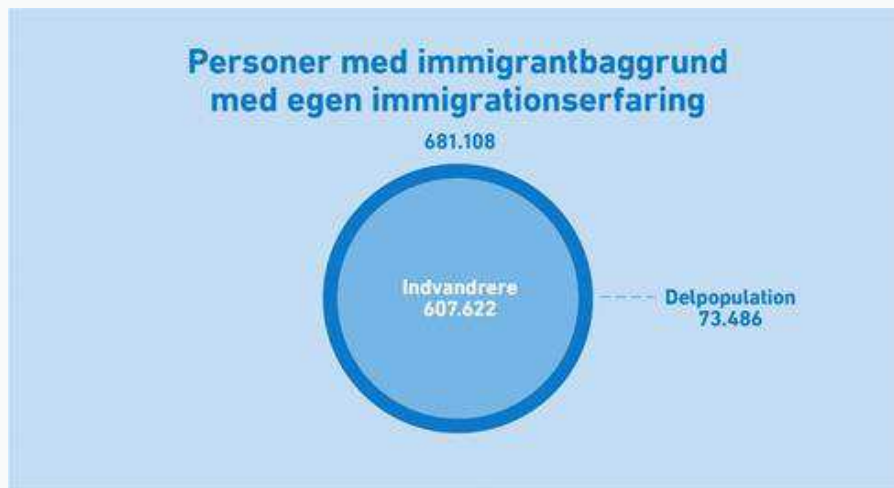 Personer med immigrantbaggrund
med egen immigrationserfaring
681.108
Indvandrere
607.622
Delpopulation
73.486